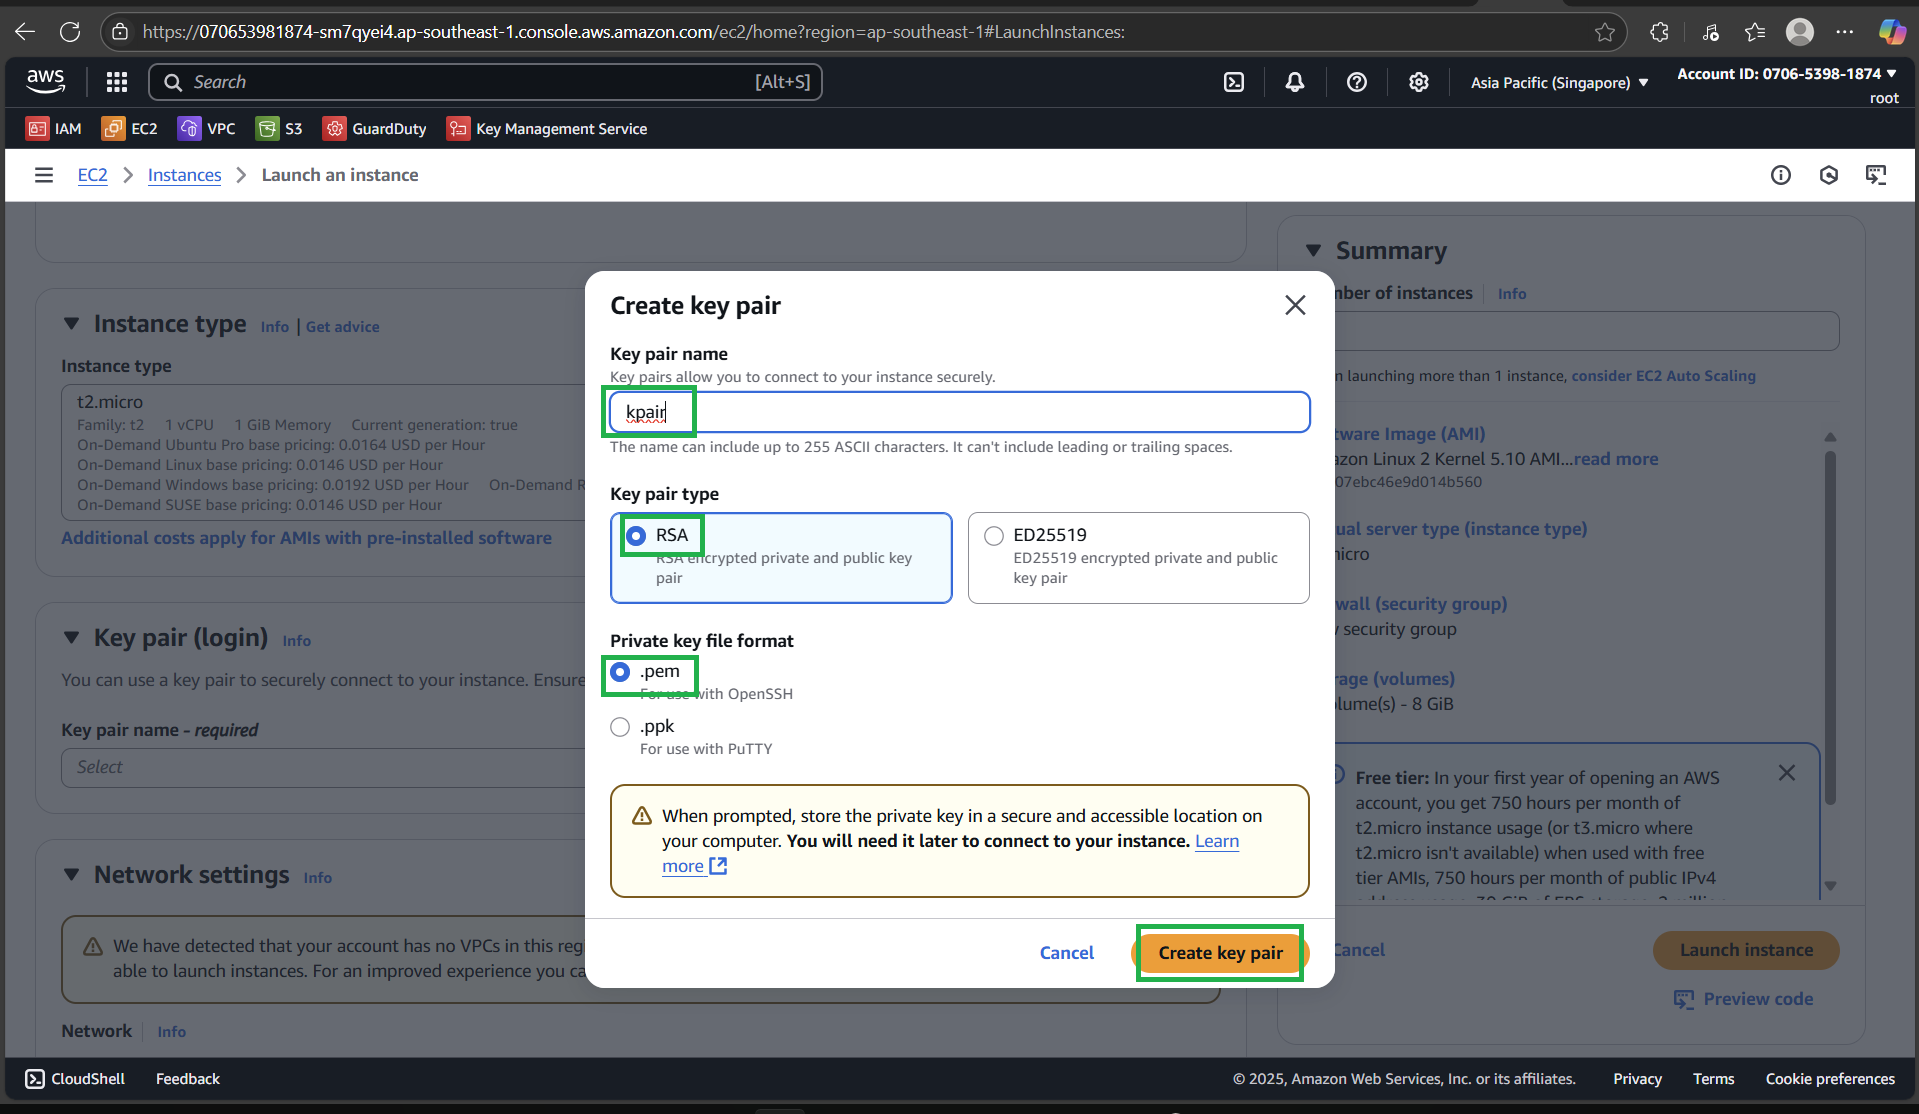 https://070653981874-sm7qyei4.ap-southeast-1.console.aws.amazon.com/ec2/home?region=ap-southeast-1#LaunchInstances:
aws
Search
[Alt+S]
Asia Pacific (Singapore)
Account ID: 0706-5398-1874
root
IAM
EC2
VPC
S3
GuardDuty
Key Management Service
EC2
Instances
Launch an instance
Instance type
Info
Get advice
Instance type
t2.micro
Family: t2 1 vCPU 1 GiB Memory Current generation: true
On-Demand Ubuntu Pro base pricing: 0.0164 USD per Hour
On-Demand Linux base pricing: 0.0146 USD per Hour
On-Demand Windows base pricing: 0.0192 USD per Hour On-Demand R
On-Demand SUSE base pricing: 0.0146 USD per Hour
Additional costs apply for AMIs with pre-installed software
Key pair (login)
Info
You can use a key pair to securely connect to your instance. Ensure
Key pair name - required
Select
Network settings
Info
We have detected that your account has no VPCs in this reg
able to launch instances. For an improved experience you ca
Network
Info
Create key pair
Key pair name
Key pairs allow you to connect to your instance securely.
kpair
The name can include up to 255 ASCII characters. It can't include leading or trailing spaces.
Key pair type
RSA
RSA encrypted private and public key
pair
ED25519
ED25519 encrypted private and public
key pair
Private key file format
.pem
For use with OpenSSH
.ppk
For use with PuTTY
When prompted, store the private key in a secure and accessible location on
your computer. You will need it later to connect to your instance. Learn
more
Cancel
Create key pair
Summary
ber of instances
Info
launching more than 1 instance, consider EC2 Auto Scaling
tware Image (AMI)
zon Linux 2 Kernel 5.10 AMI...read more
07ebc46e9d014b560
ual server type (instance type)
icro
wall (security group)
security group
rage (volumes)
lume(s) - 8 GiB
Free tier: In your first year of opening an AWS
account, you get 750 hours per month of
t2.micro instance usage (or t3.micro where
t2.micro isn't available) when used with free
tier AMIs, 750 hours per month of public IPv4
Cancel
Launch instance
Preview code
CloudShell
Feedback
© 2025, Amazon Web Services, Inc. or its affiliates.
Privacy
Terms
Cookie preferences